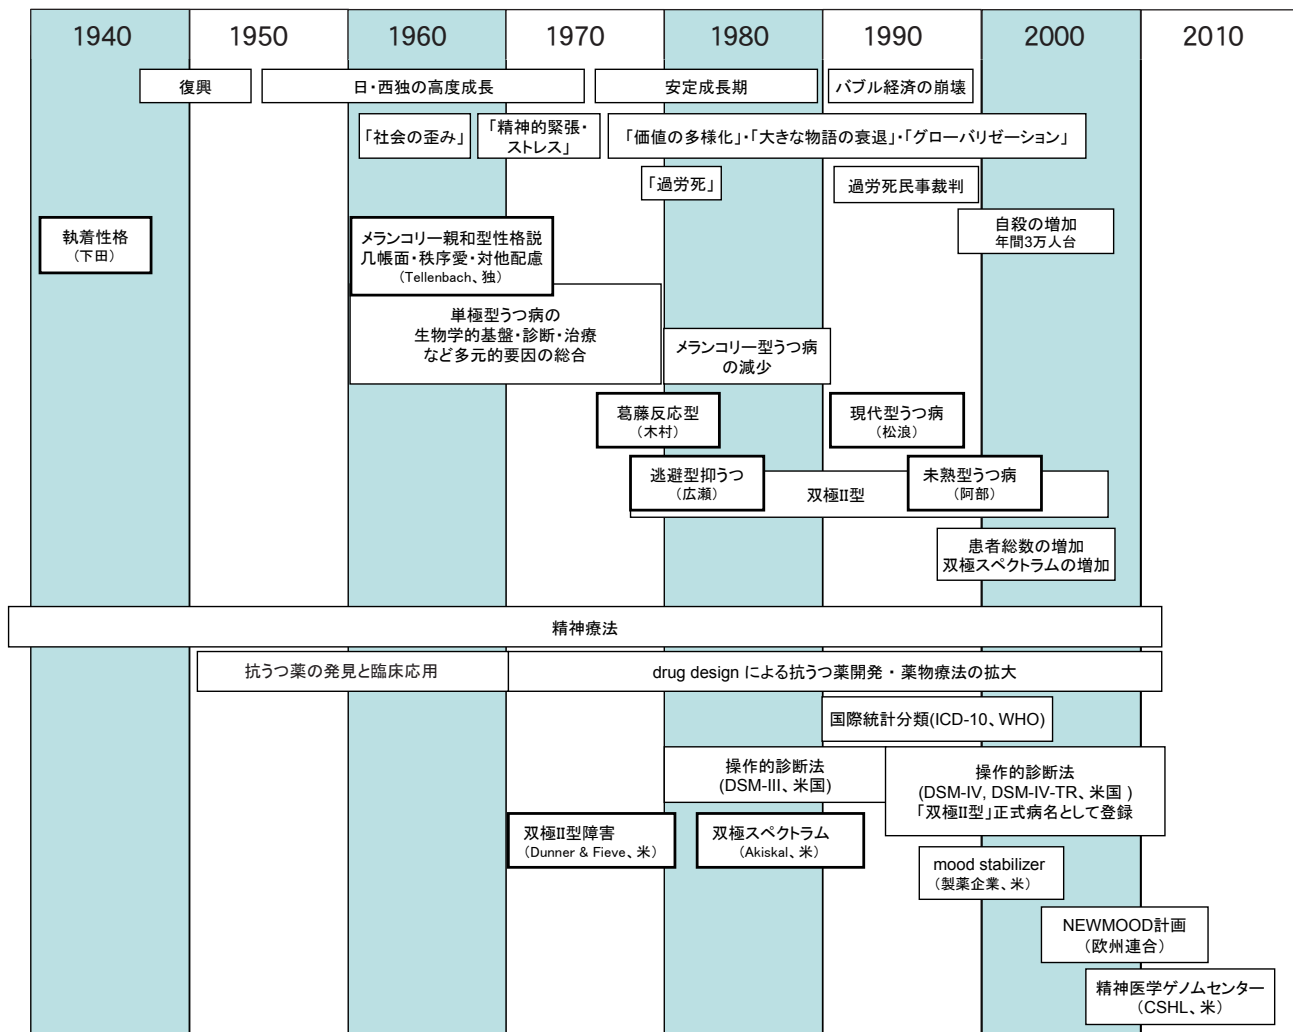 1940 1950 1960 1970 1980 1990 2000 2010
復興
日・西独の高度成長
安定成長期
バブル経済の崩壊
「社会の歪み」
「精神的緊張・
ストレス」
「価値の多様化」・「大きな物語の衰退」・「グローバリゼーション」
「過労死」
過労死民事裁判
執着性格
(下田)
メランコリー親和型性格説
几帳面・秩序愛・対他配慮
(Tellenbach、独)
自殺の増加
年間3万人台
単極型うつ病の
生物学的基盤・診断・治療
など多元的要因の総合
メランコリー型うつ病
の減少
葛藤反応型
(木村)
現代型うつ病
(松浪)
逃避型抑うつ
(広瀬)
双極II型
未熟型うつ病
(阿部)
患者総数の増加
双極スペクトラムの増加
精神療法
抗うつ薬の発見と臨床応用
drug design による抗うつ薬開発・薬物療法の拡大
国際統計分類(ICD-10、WHO)
操作的診断法
(DSM-III、米国)
操作的診断法
(DSM-IV, DSM-IV-TR、米国 )
「双極II型」正式病名として登録
双極II型障害
(Dunner & Fieve、米)
双極スペクトラム
(Akiskal、米)
mood stabilizer
(製薬企業、米)
NEWMOOD計画
(欧州連合)
精神医学ゲノムセンター
(CSHL、米)